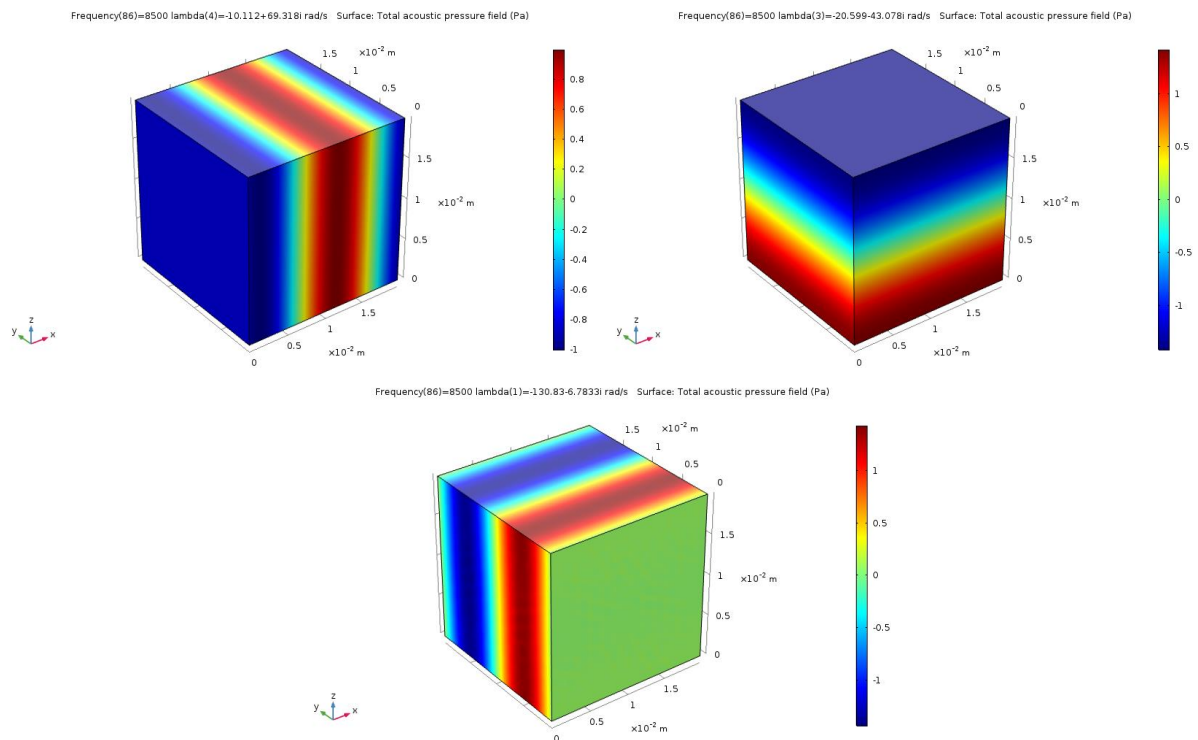 Frequency(86)=8500 lambda(4)=-10.112+69.318i rad/s   Surface: Total acoustic pressure field (Pa)
×10⁻² m
1.5
1
0.5
0
1.5
1
×10⁻² m
0.5
0
1.5
1
0.5
×10⁻² m
0
0.8
0.6
0.4
0.2
0
-0.2
-0.4
-0.6
-0.8
-1
z
y
x
Frequency(86)=8500 lambda(3)=-20.599-43.078i rad/s   Surface: Total acoustic pressure field (Pa)
×10⁻² m
1.5
1
0.5
0
1.5
1
×10⁻² m
0.5
0
1.5
1
0.5
×10⁻² m
0
1
0.5
0
-0.5
-1
z
y
x
Frequency(86)=8500 lambda(1)=-130.83-6.7833i rad/s   Surface: Total acoustic pressure field (Pa)
×10⁻² m
1.5
1
0.5
0
1.5
1
×10⁻² m
0.5
0
1.5
1
0.5
×10⁻² m
0
1
0.5
0
-0.5
-1
z
y
x